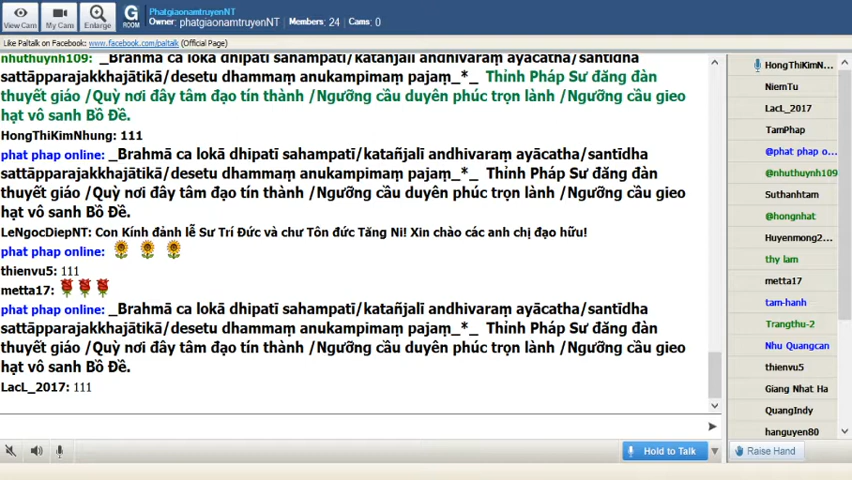 PhatgiaonamtruyenNT
Owner: phatgiaonamtruyenNT Members: 24 Cams: 0
View Cam
My Cam
Enlarge
G
ROOM
Like Paltalk on Facebook: www.facebook.com/paltalk (Official Page)
nhuthuynh109: _Brahmā ca lokā dhipatī sahampatī/katañjalī andhivaraṃ ayācatha/santīdha
sattāpparajakkhajātikā/desetu dhammaṃ anukampimaṃ pajaṃ_*_ Thỉnh Pháp Sư đăng đàn
thuyết giáo /Quỳ nơi đây tâm đạo tín thành /Ngưỡng cầu duyên phúc trọn lành /Ngưỡng cầu gieo
hạt vô sanh Bồ Đề.
HongThiKimNhung: 111
phat phap online: _Brahmā ca lokā dhipatī sahampatī/katañjalī andhivaraṃ ayācatha/santīdha
sattāpparajakkhajātikā/desetu dhammaṃ anukampimaṃ pajaṃ_*_ Thỉnh Pháp Sư đăng đàn
thuyết giáo /Quỳ nơi đây tâm đạo tín thành /Ngưỡng cầu duyên phúc trọn lành /Ngưỡng cầu gieo
hạt vô sanh Bồ Đề.
LeNgocDiepNT: Con Kính đảnh lễ Sư Trí Đức và chư Tôn đức Tăng Ni! Xin chào các anh chị đạo hữu!
phat phap online:
thienvu5: 111
metta17:
phat phap online: _Brahmā ca lokā dhipatī sahampatī/katañjalī andhivaraṃ ayācatha/santīdha
sattāpparajakkhajātikā/desetu dhammaṃ anukampimaṃ pajaṃ_*_ Thỉnh Pháp Sư đăng đàn
thuyết giáo /Quỳ nơi đây tâm đạo tín thành /Ngưỡng cầu duyên phúc trọn lành /Ngưỡng cầu gieo
hạt vô sanh Bồ Đề.
LacL_2017: 111
HongThiKimN...
NiemTu
LacL_2017
TamPhap
@phat phap o...
@nhuthuynh109
Suthanhtam
@hongnhat
Huyenmong2...
thy lam
metta17
tam-hanh
Trangthu-2
Nhu Quangcan
thienvu5
Giang Nhat Ha
QuangIndy
hanguyen80
Hold to Talk
Raise Hand